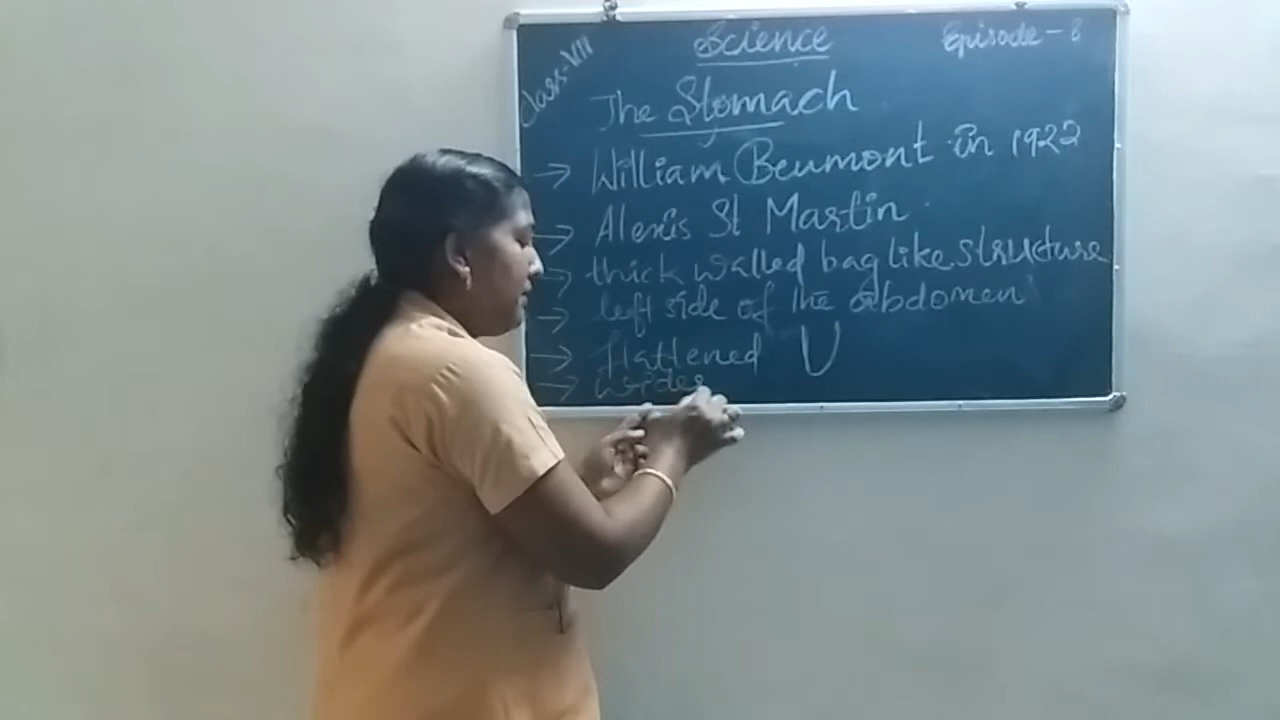 Class-VII
Science
Episode - 8
The Stomach
→ William Beumont in 1922
→ Alexis St Martin
→ thick walled bag like structure
→ left side of the abdomen
→ flattened U
→ wides